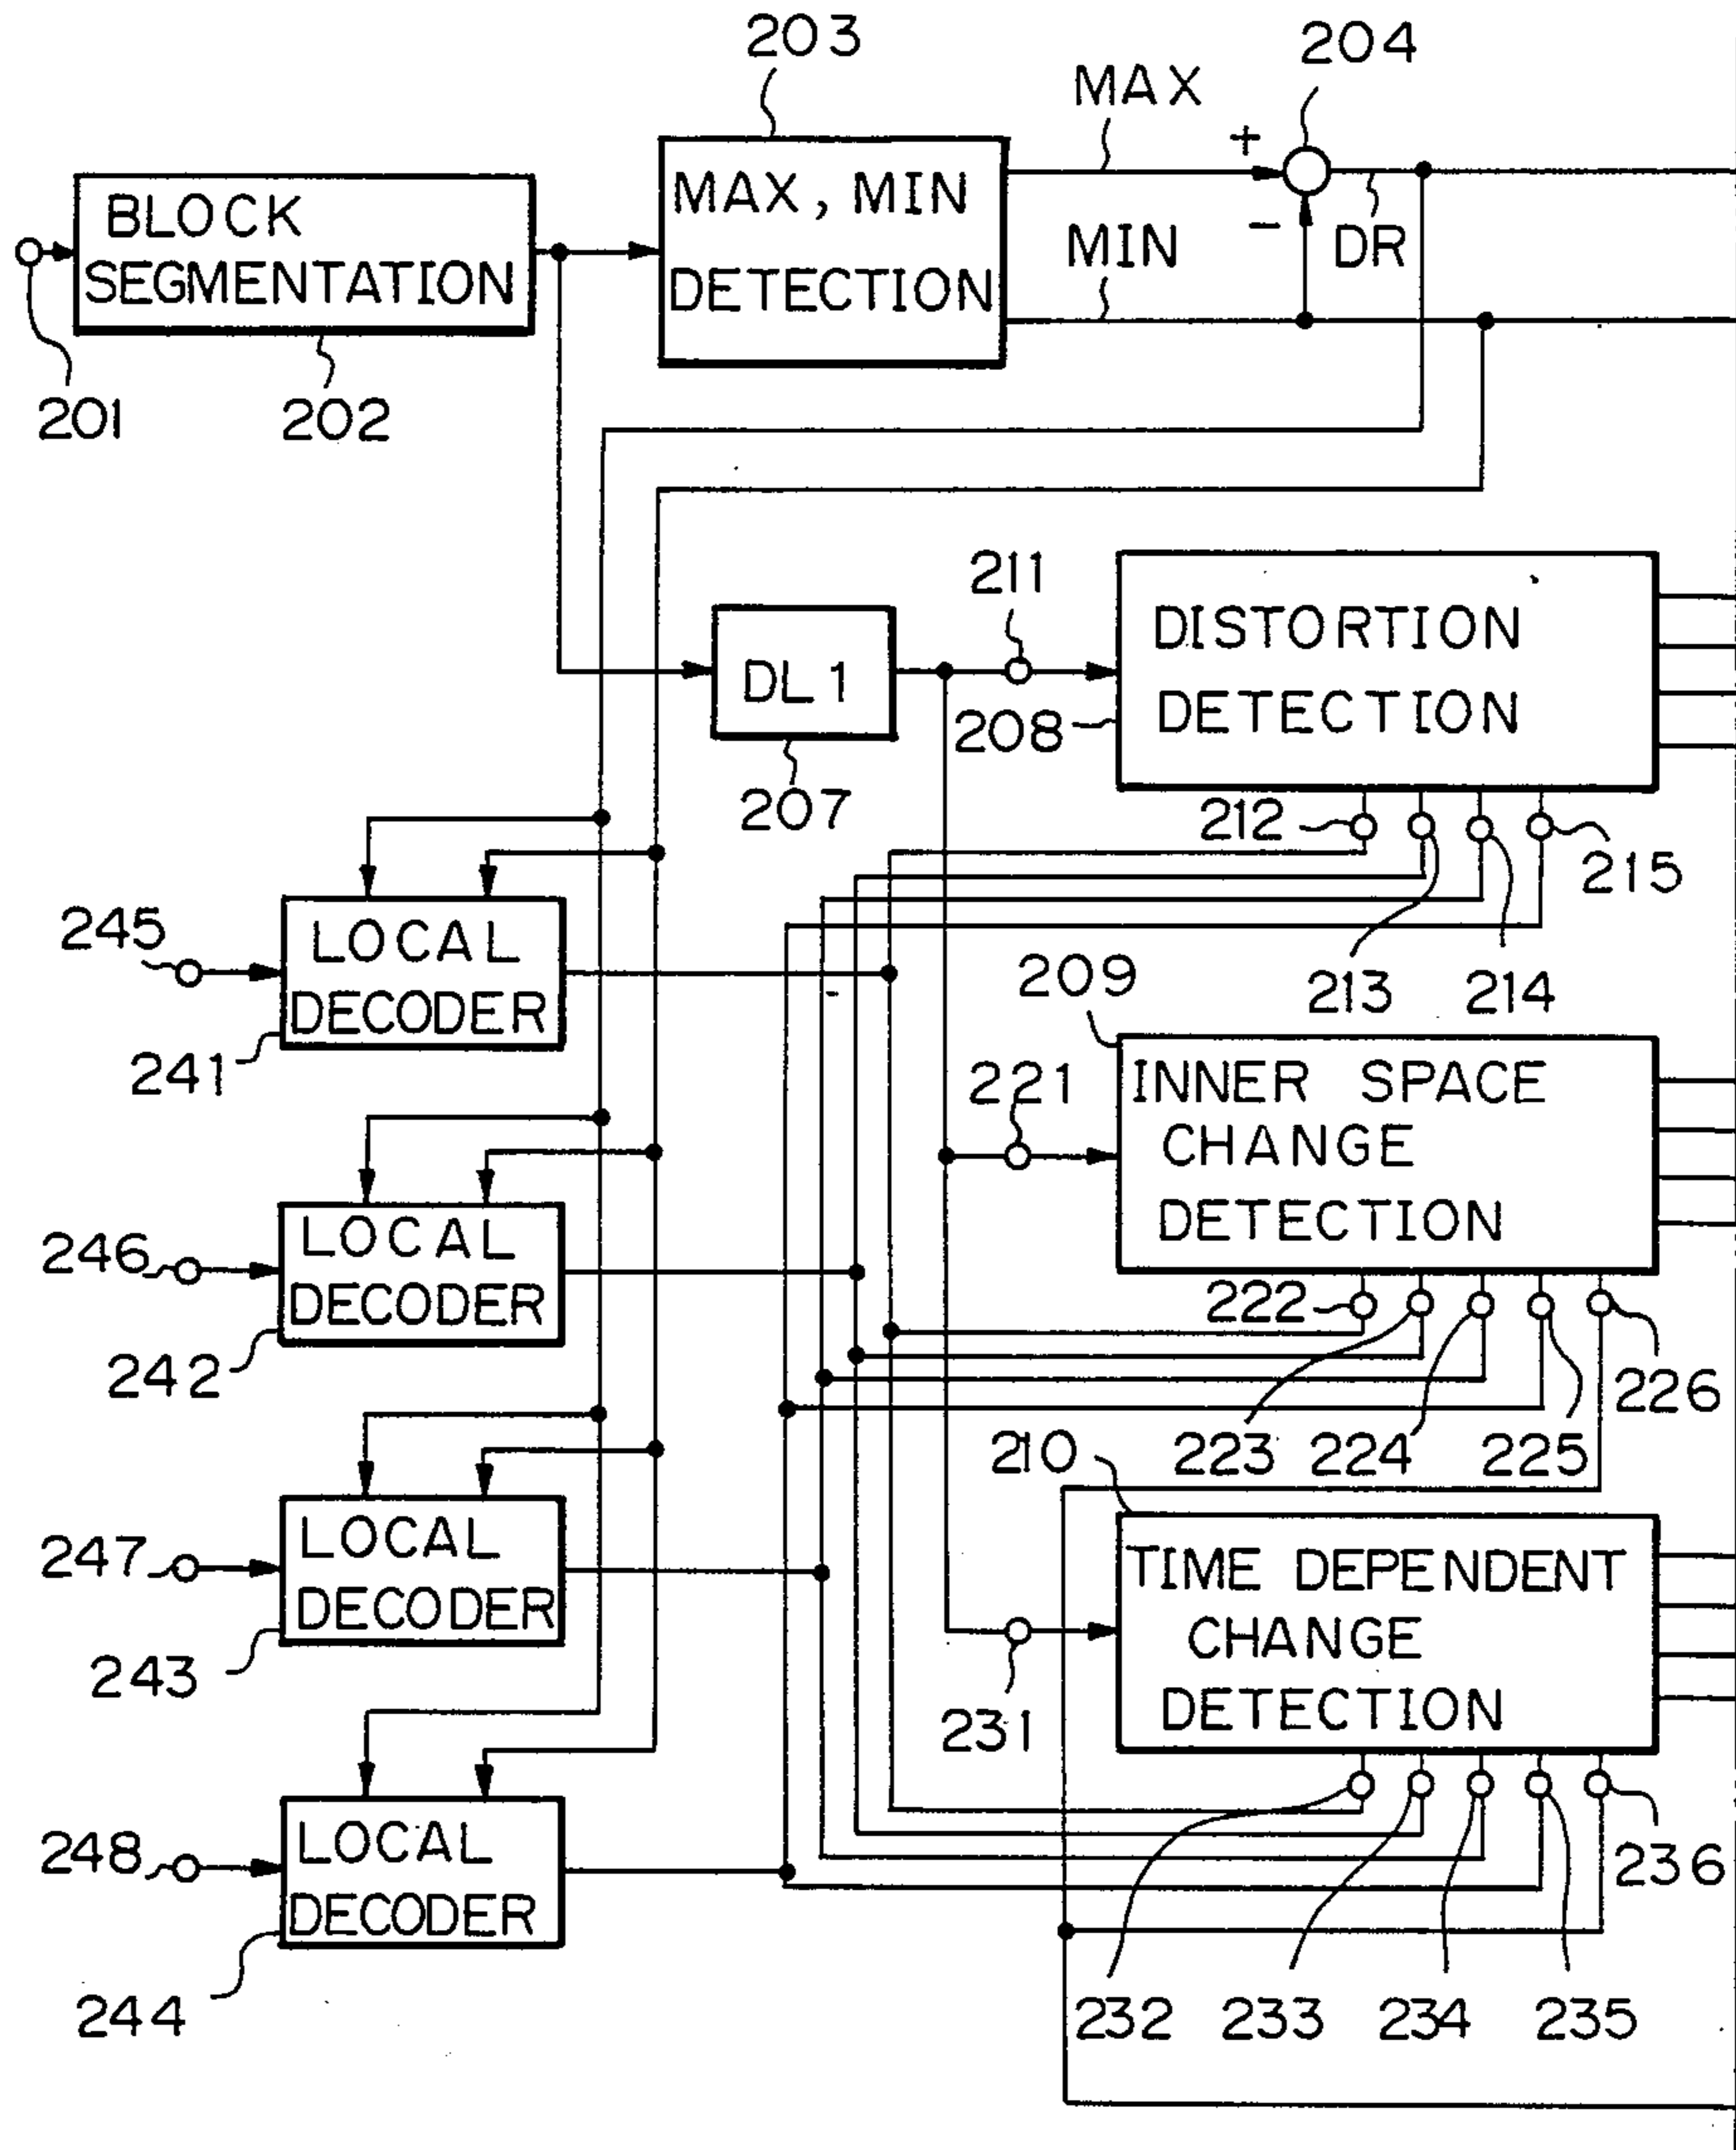 203
204
MAX
+
BLOCK
SEGMENTATION
MAX, MIN
DETECTION
MIN
-
DR
201
202
211
DISTORTION
DETECTION
DL1
208
207
212
215
245
LOCAL
DECODER
213
214
209
241
221
INNER SPACE
CHANGE
DETECTION
246
LOCAL
DECODER
222
242
226
223
224
225
210
247
LOCAL
DECODER
TIME DEPENDENT
CHANGE
DETECTION
243
231
248
LOCAL
DECODER
236
244
232
233
234
235